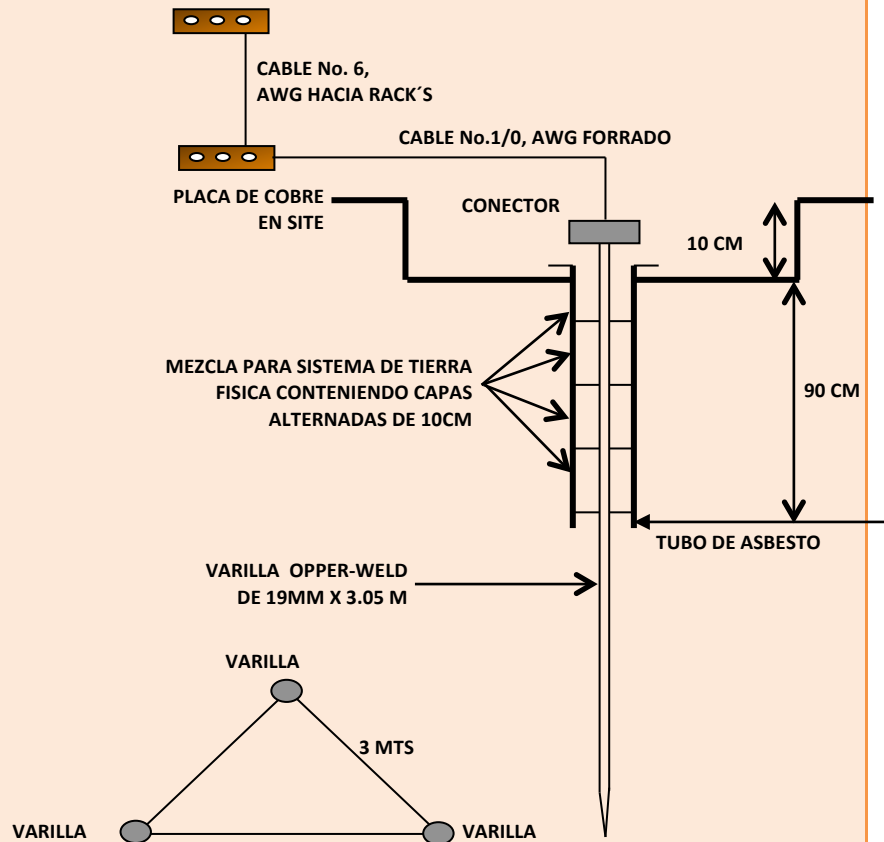 CABLE No. 6,
AWG HACIA RACK´S
CABLE No.1/0, AWG FORRADO
PLACA DE COBRE
EN SITE
CONECTOR
10 CM
MEZCLA PARA SISTEMA DE TIERRA
FISICA CONTENIENDO CAPAS
ALTERNADAS DE 10CM
90 CM
TUBO DE ASBESTO
VARILLA OPPER-WELD
DE 19MM X 3.05 M
VARILLA
3 MTS
VARILLA
VARILLA